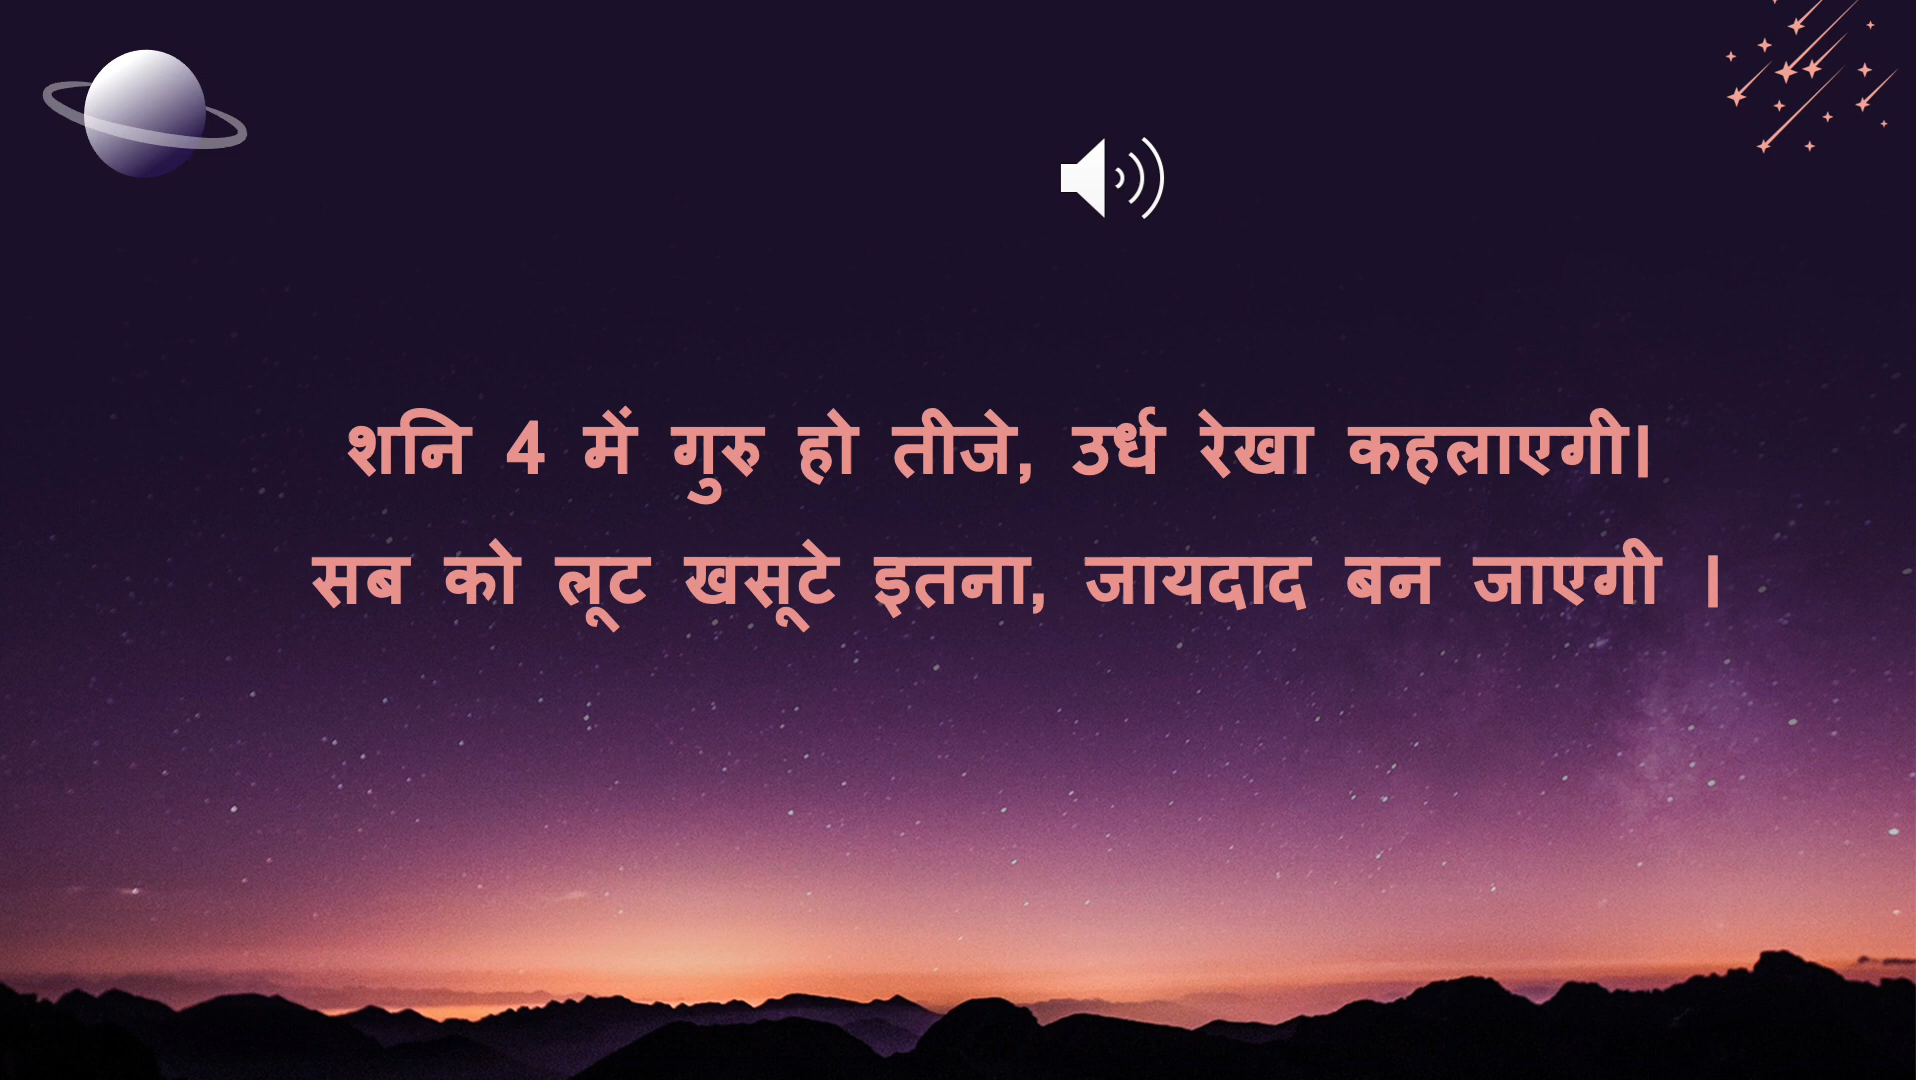 शनि 4 में गुरु हो तीजे, उर्ध रेखा कहलाएगी।
सब को लूट खसूटे इतना, जायदाद बन जाएगी ।